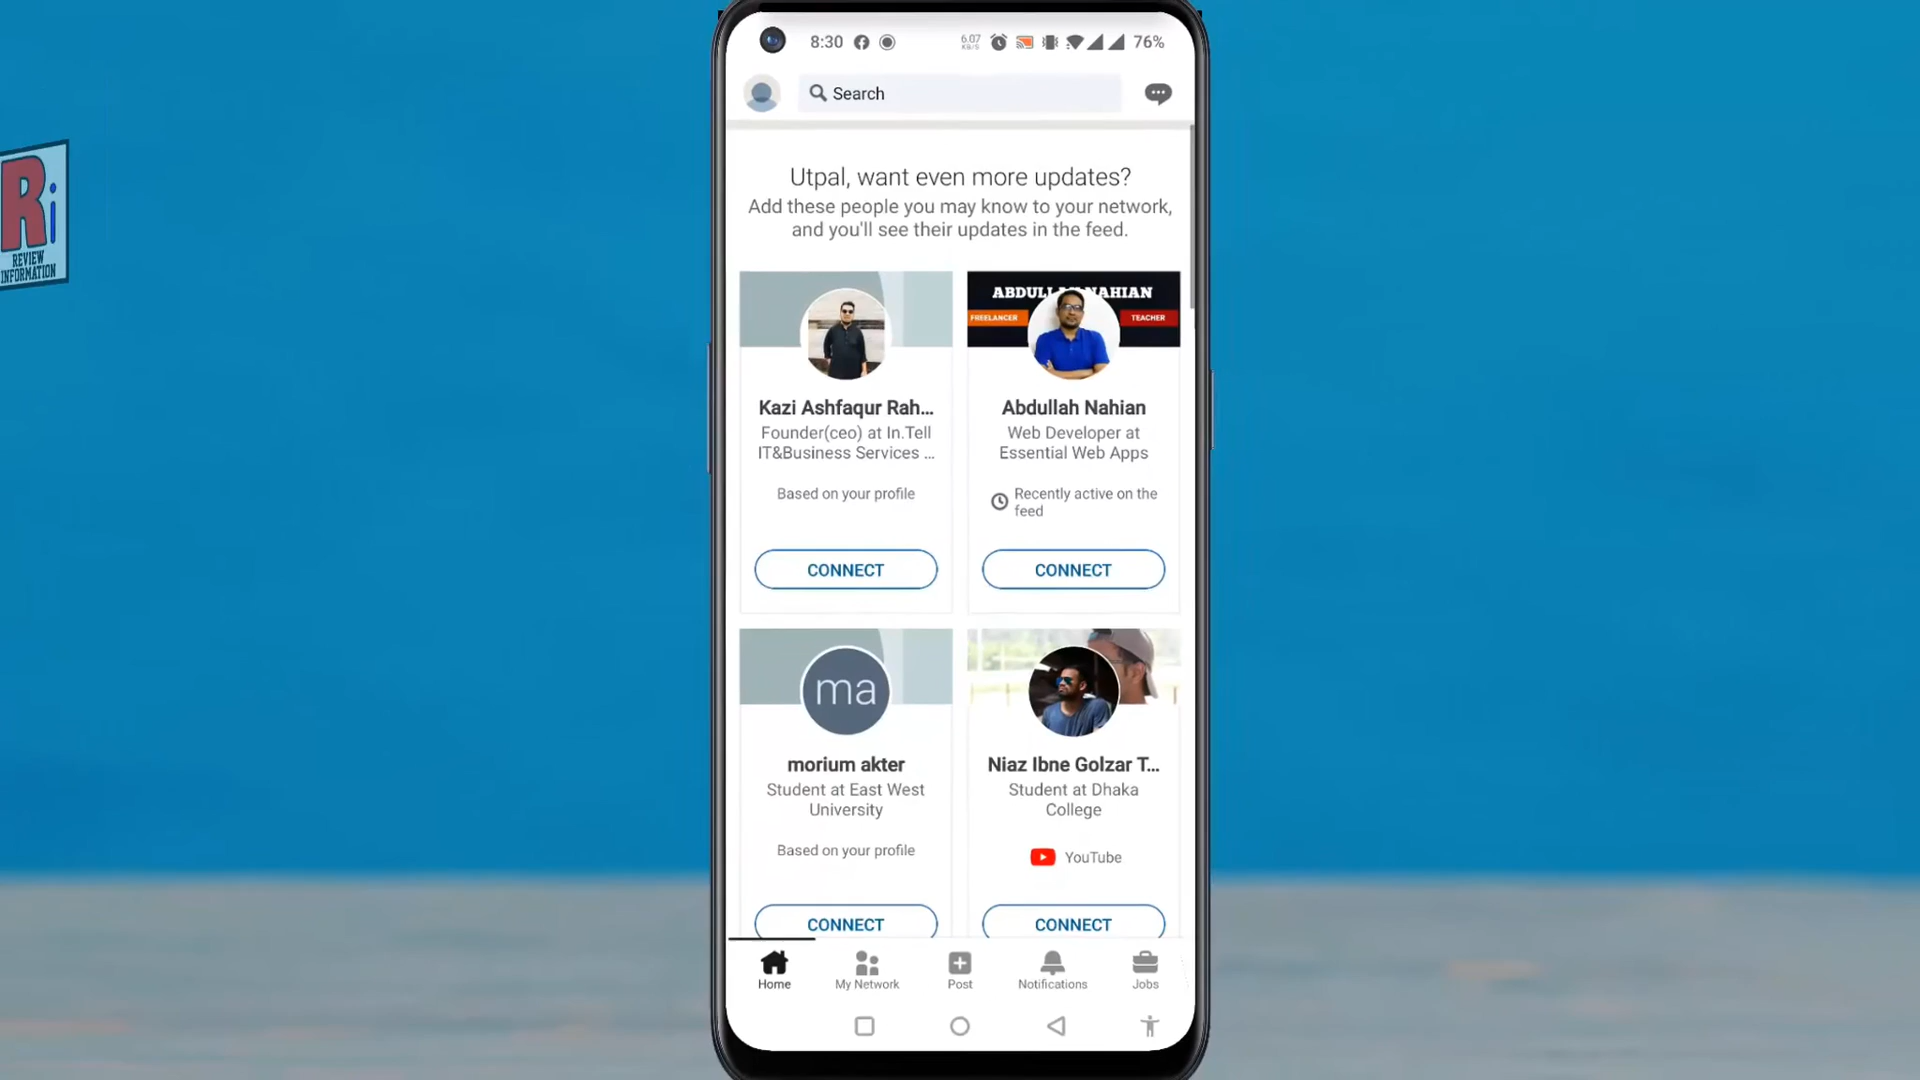 8:30
6.07
KB/S
76%
Search
Utpal, want even more updates?
Add these people you may know to your network,
and you'll see their updates in the feed.
Kazi Ashfaqur Rah...
Founder(ceo) at In.Tell
IT&Business Services ...
Based on your profile
CONNECT
FREELANCER
TEACHER
Abdullah Nahian
Web Developer at
Essential Web Apps
Recently active on the
feed
CONNECT
ma
morium akter
Student at East West
University
Based on your profile
CONNECT
Niaz Ibne Golzar T...
Student at Dhaka
College
YouTube
CONNECT
Home
My Network
Post
Notifications
Jobs
Ri
REVIEW
INFORMATION